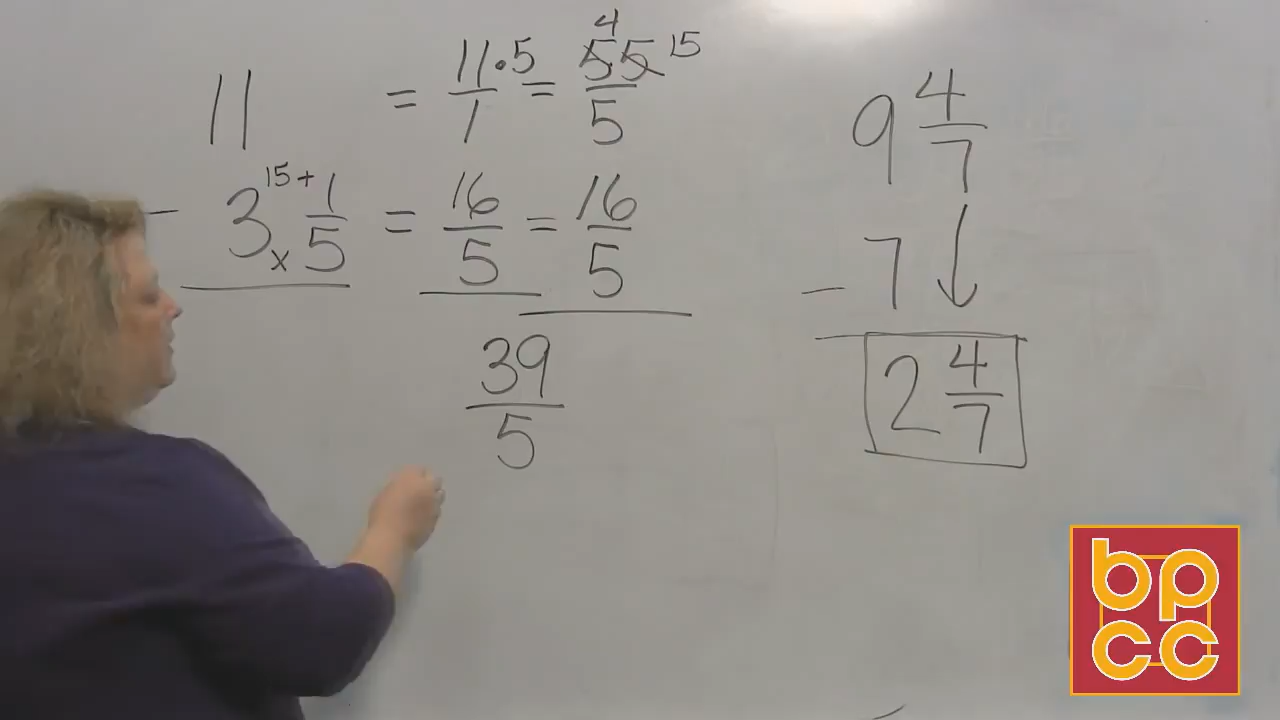 11 = 11·5/1 = 55/5 4 15
- 3 15+ x 1/5 = 16/5 = 16/5
39/5
9 4/7
- 7 ↓
2 4/7
bp
cc